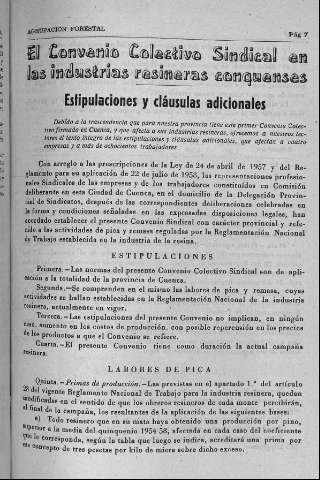 AGRUPACION FORESTAL
Pág 7
El Convenio Colectivo Sindical en
las industrias resineras conquenses
Estipulaciones y cláusulas adicionales
Debido a la trascendencia que para nuestra provincia tiene este primer Convenio Colec-
tivo firmado en Cuenca, y que afecta a sus industrias resineras, ofrecemos a nuestros lec-
tores el texto íntegro de las estipulaciones y cláusulas adicionales, que afectan a cuatro
empresas y a más de ochocientos trabajadores
Con arreglo a las prescripciones de la Ley de 24 de abril de 1957 y del Re-
glamento para su aplicación de 22 de julio de 1958, las representaciones profesio-
nales Sindicales de las empresas y de los trabajadores constituidos en Comisión
deliberante en esta Ciudad de Cuenca, en el domicilio de la Delegación Provin-
cial de Sindicatos, después de las correspondientes deliberaciones celebradas en
la forma y condiciones señaladas en las expresadas disposiciones legales, han
acordado establecer el presente Convenio Sindical con carácter provincial y refe-
rido a las actividades de pica y remasa reguladas por la Reglamentación Nacional
de Trabajo establecida en la industria de la resina.
ESTIPULACIONES
Primera.—Las normas del presente Convenio Colectivo Sindical son de apli-
cación a la totalidad de la provincia de Cuenca.
Segunda.—Se comprenden en el mismo las labores de pica y remosa, cuyas
actividades se hallan establecidas en la Reglamentación Nacional de la industria
resinera, actualmente en vigor.
Tercera.—Las estipulaciones del presente Convenio no implican, en ningún
caso, aumento en los costos de producción, con posible repercusión en los precios
de los productos a que el Convenio se refiere.
Cuarta.—El presente Convenio tiene como duración la actual campaña
resinera.
LABORES DE PICA
Quinta.—Primas de producción.—Las previstas en el apartado 1.º del artículo
28 del vigente Reglamento Nacional de Trabajo para la industria resinera, quedan
modificadas en el sentido de que los obreros resineros de cada monte percibirán,
al final de la campaña, los resultantes de la aplicación de las siguientes bases:
a) Todo resinero que en su mata haya obtenido una producción por pino,
superior a la media del quinquenio 1954-58, afectada en cada caso del coeficiente
que le corresponda, según la tabla que luego se indica, acreditará una prima por
este concepto de tres pesetas por kilo de miera sobre dicho exceso.